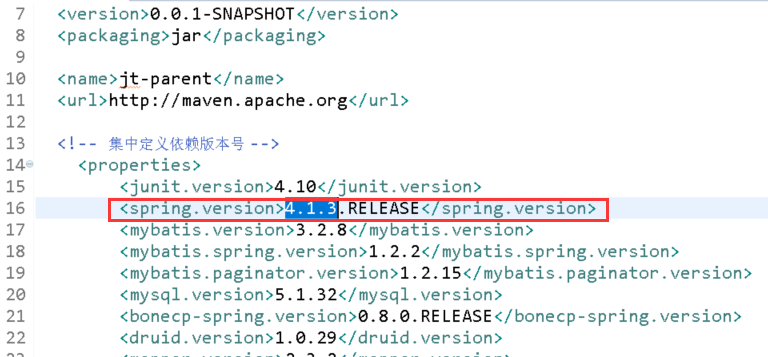 7 <version>0.0.1-SNAPSHOT</version>
8 <packaging>jar</packaging>
9
10 <name>jt-parent</name>
11 <url>http://maven.apache.org</url>
12
13 <!-- 集中定义依赖版本号 -->
14 <properties>
15 <junit.version>4.10</junit.version>
16 <spring.version>4.1.3.RELEASE</spring.version>
17 <mybatis.version>3.2.8</mybatis.version>
18 <mybatis.spring.version>1.2.2</mybatis.spring.version>
19 <mybatis.paginator.version>1.2.15</mybatis.paginator.version>
20 <mysql.version>5.1.32</mysql.version>
21 <bonecp-spring.version>0.8.0.RELEASE</bonecp-spring.version>
22 <druid.version>1.0.29</druid.version>
23